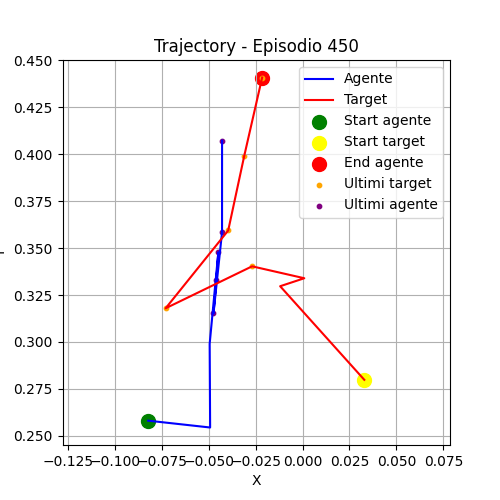 Trajectory - Episodio 450
Agente
Target
Start agente
Start target
End agente
Ultimi target
Ultimi agente
0.450
0.425
0.400
0.375
0.350
0.325
0.300
0.275
0.250
−0.125 −0.100 −0.075 −0.050 −0.025 0.000 0.025 0.050 0.075
X